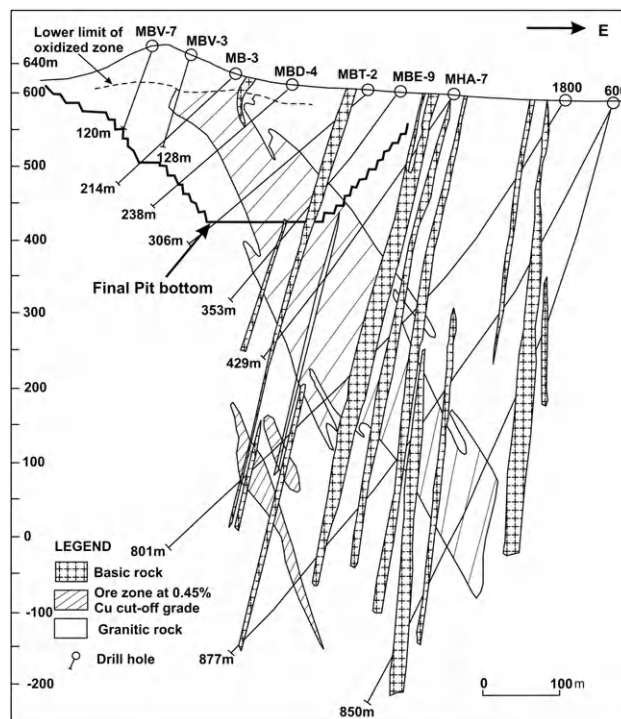 MBV-7
MBV-3
MB-3
MBD-4
MBT-2
MBE-9
MHA-7
1800
600
E
Lower limit of
oxidized zone
640m
600
500
400
300
200
100
0
-100
-200
120m
128m
214m
238m
306m
Final Pit bottom
353m
429m
801m
877m
850m
LEGEND
Basic rock
Ore zone at 0.45%
Cu cut-off grade
Granitic rock
Drill hole
0
100 m